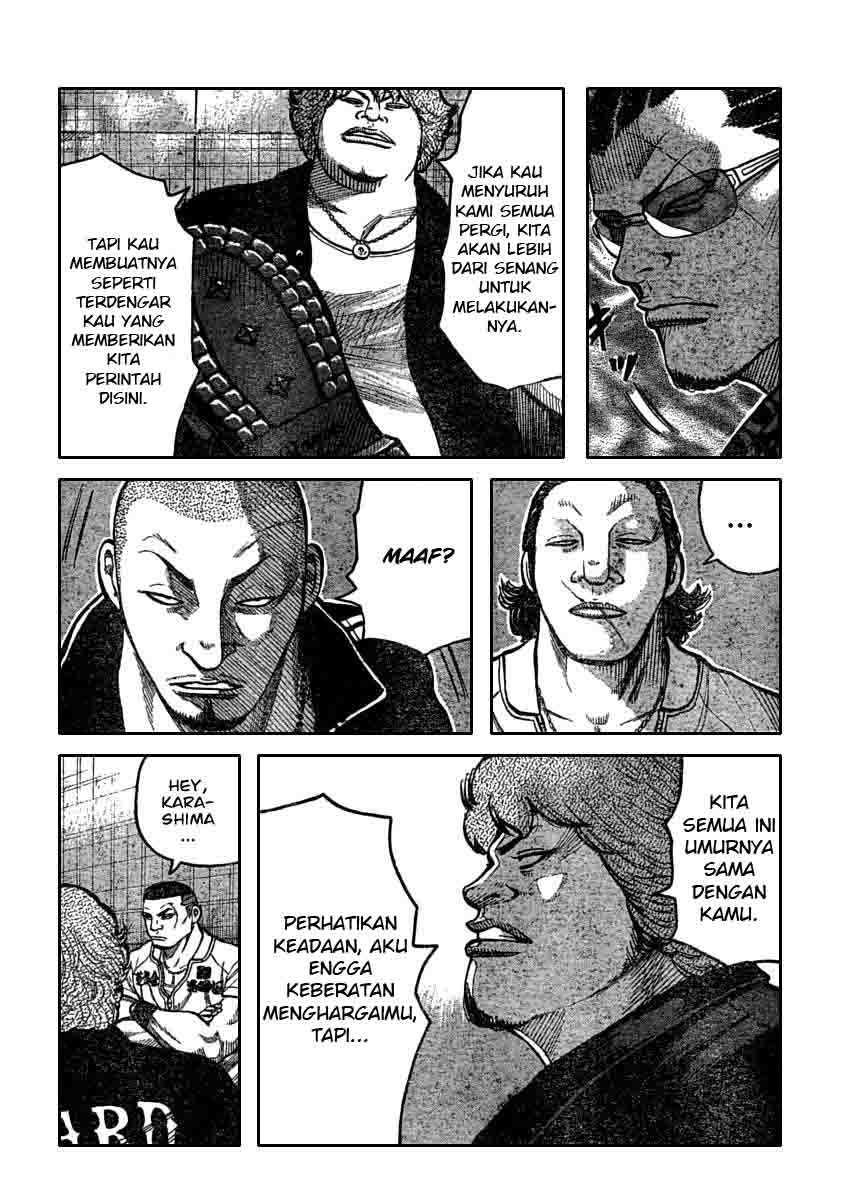 JIKA KAU
MENYURUH
KAMI SEMUA
PERGI, KITA
AKAN LEBIH
DARI SENANG
UNTUK
MELAKUKAN-
NYA.
TAPI KAU
MEMBUATNYA
SEPERTI
TERDENGAR
KAU YANG
MEMBERIKAN
KITA
PERINTAH
DISINI.
...
MAAF?
KITA
SEMUA INI
UMURNYA
SAMA
DENGAN
KAMU.
PERHATIKAN
KEADAAN, AKU
ENGGA
KEBERATAN
MENGHARGAIMU,
TAPI...
HEY,
KARA-
SHIMA
...
ARD